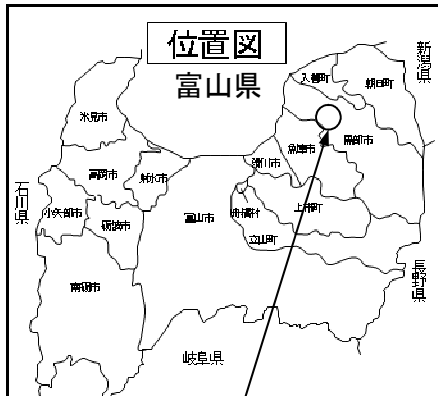 位置図
富山県
新潟県
入善町
朝日町
氷見市
魚津市
黒部市
高岡市
射水市
滑川市
石川県
小矢部市
砺波市
富山市
舟橋村
上市町
立山町
長野県
南砺市
岐阜県